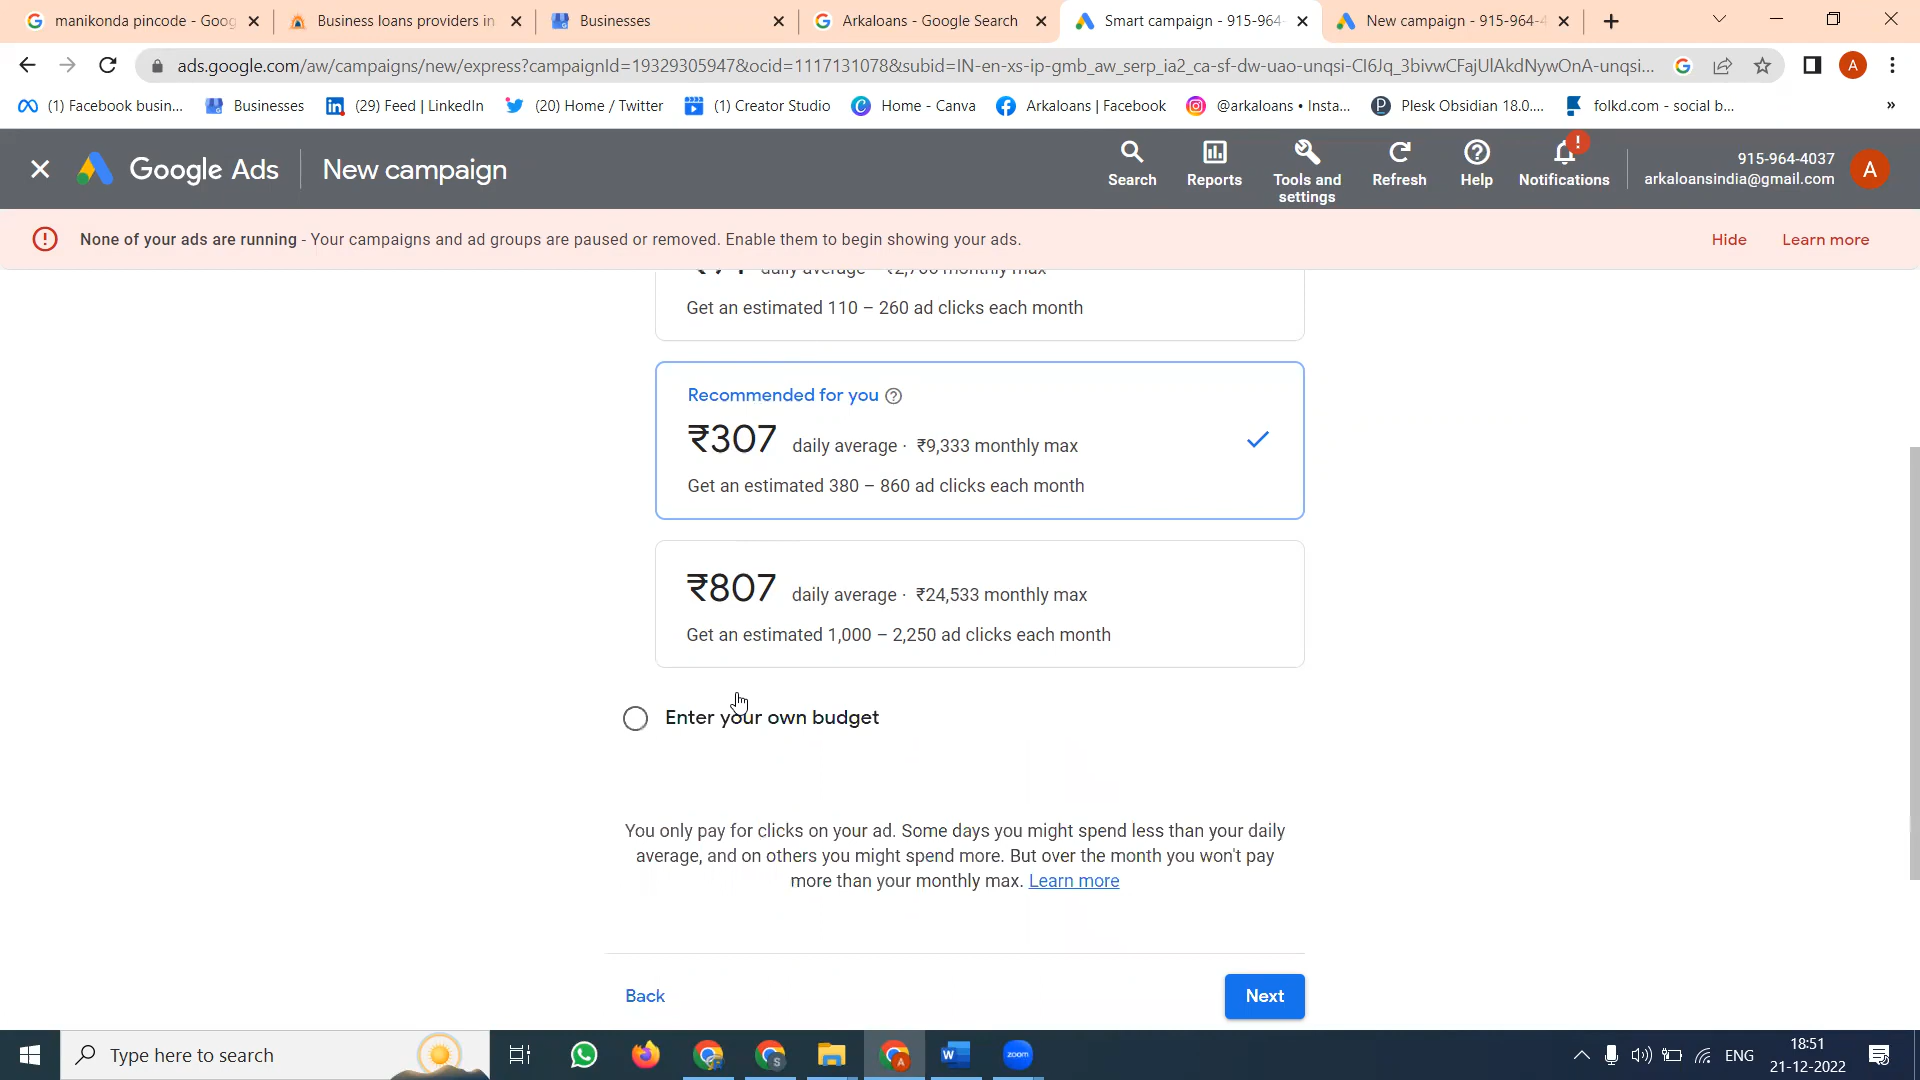 manikonda pincode - Goog
Business loans providers in
Businesses
Arkaloans - Google Search
Smart campaign - 915-964-
New campaign - 915-964-4
ads.google.com/aw/campaigns/new/express?campaignId=19329305947&ocid=1117131078&subid=IN-en-xs-ip-gmb_aw_serp_ia2_ca-sf-dw-uao-unqsi-CI6Jq_3bivwCFajUlAkdNywOnA-unqsi...
A
(1) Facebook busin...
Businesses
(29) Feed | LinkedIn
(20) Home / Twitter
(1) Creator Studio
Home - Canva
Arkaloans | Facebook
@arkaloans • Insta...
Plesk Obsidian 18.0....
folkd.com - social b...
»
Google Ads
New campaign
Search
Reports
Tools and
settings
Refresh
Help
Notifications
915-964-4037
arkaloansindia@gmail.com
A
None of your ads are running - Your campaigns and ad groups are paused or removed. Enable them to begin showing your ads.
Hide
Learn more
daily average
monthly max
Get an estimated 110 – 260 ad clicks each month
Recommended for you
₹307 daily average · ₹9,333 monthly max
Get an estimated 380 – 860 ad clicks each month
₹807 daily average · ₹24,533 monthly max
Get an estimated 1,000 – 2,250 ad clicks each month
Enter your own budget
You only pay for clicks on your ad. Some days you might spend less than your daily
average, and on others you might spend more. But over the month you won't pay
more than your monthly max. Learn more
Back
Next
Type here to search
zoom
ENG
18:51
21-12-2022